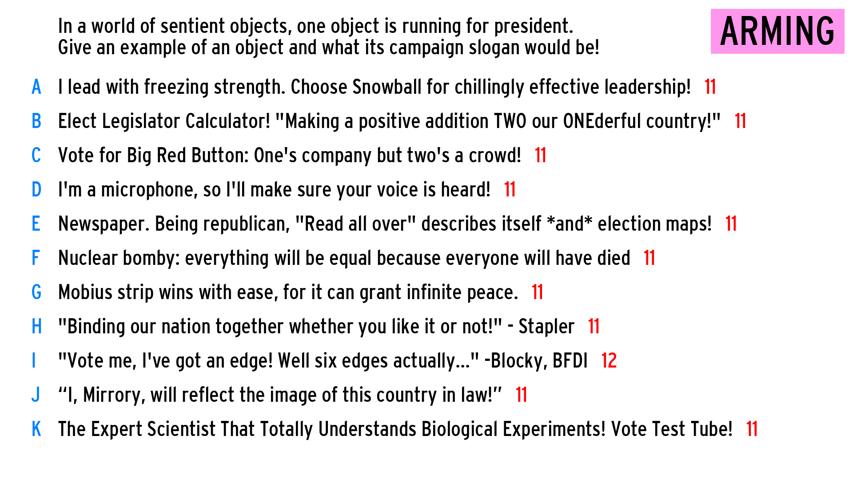 In a world of sentient objects, one object is running for president.
Give an example of an object and what its campaign slogan would be!
ARMING
A I lead with freezing strength. Choose Snowball for chillingly effective leadership! 11
B Elect Legislator Calculator! "Making a positive addition TWO our ONEderful country!" 11
C Vote for Big Red Button: One's company but two's a crowd! 11
D I'm a microphone, so I'll make sure your voice is heard! 11
E Newspaper. Being republican, "Read all over" describes itself *and* election maps! 11
F Nuclear bomby: everything will be equal because everyone will have died 11
G Mobius strip wins with ease, for it can grant infinite peace. 11
H "Binding our nation together whether you like it or not!" - Stapler 11
I "Vote me, I've got an edge! Well six edges actually..." -Blocky, BFDI 12
J “I, Mirrory, will reflect the image of this country in law!” 11
K The Expert Scientist That Totally Understands Biological Experiments! Vote Test Tube! 11